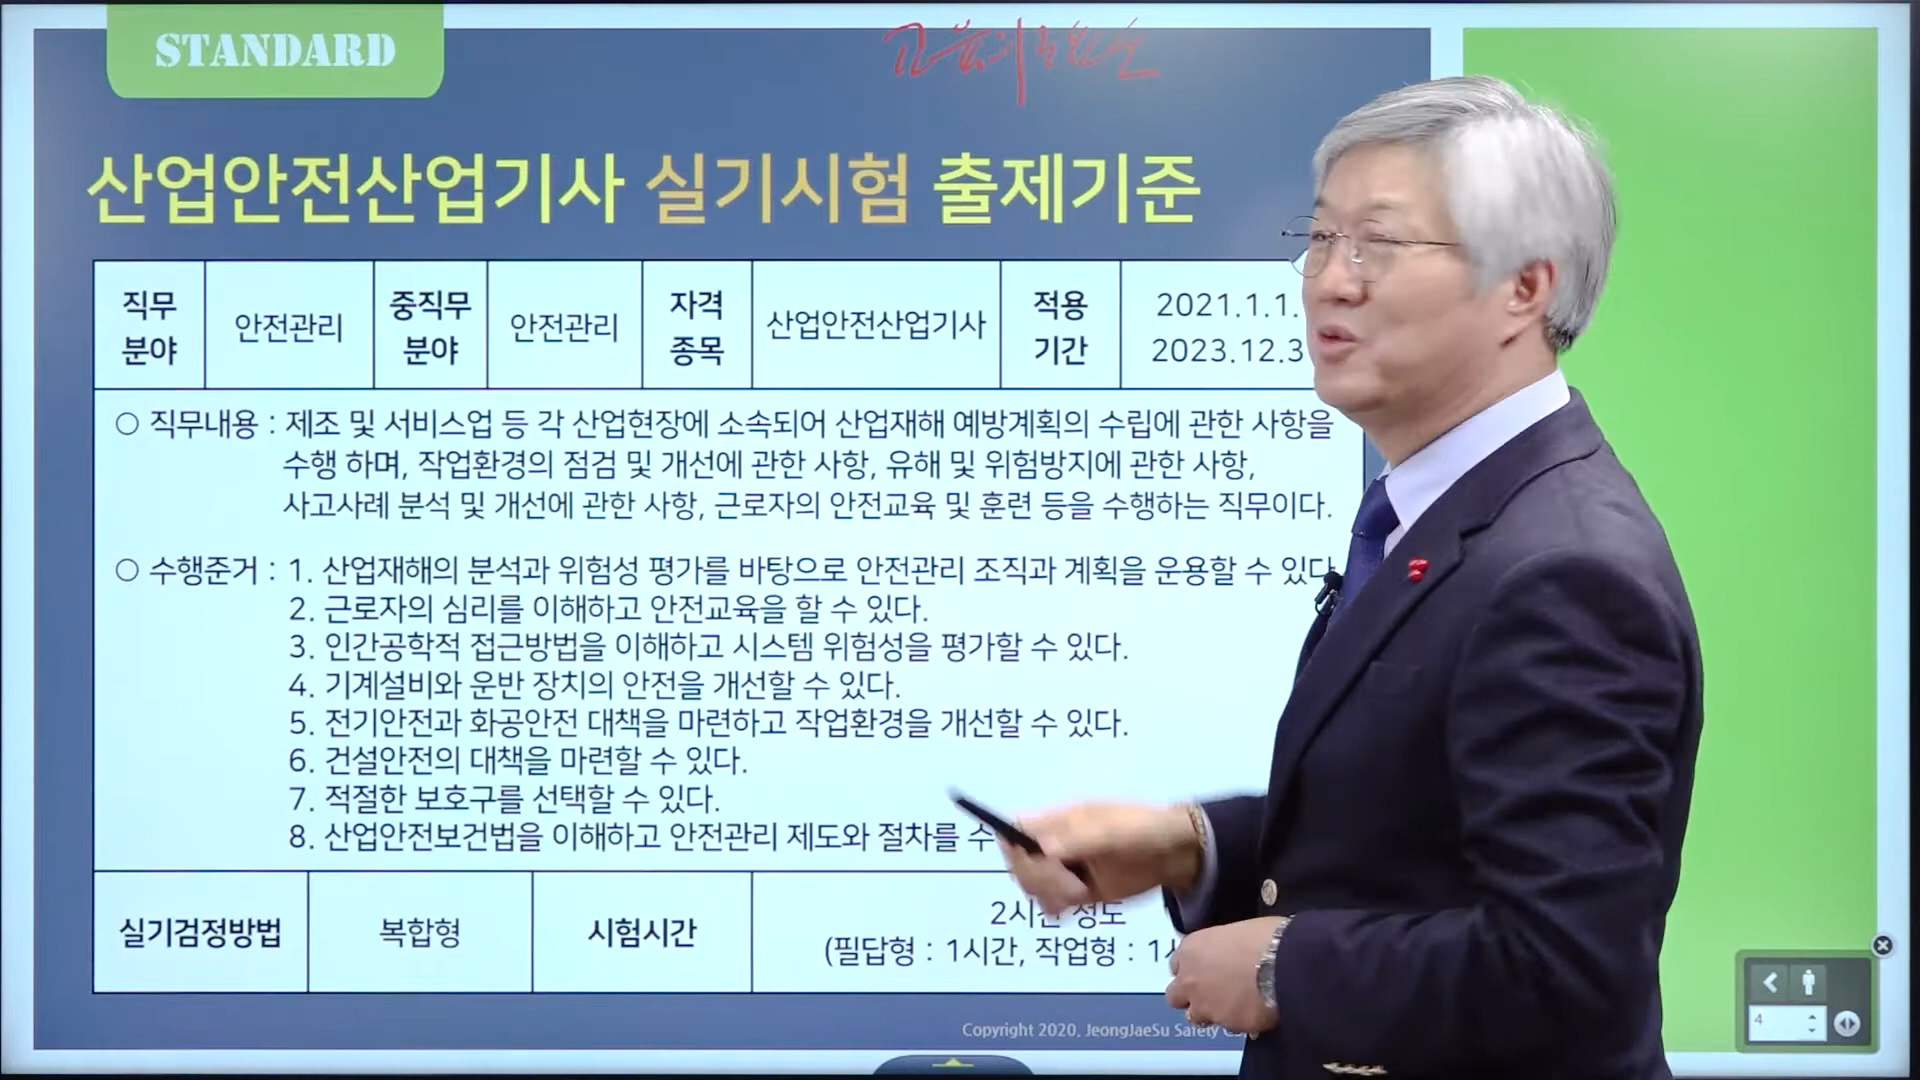 STANDARD
산업안전산업기사 실기시험 출제기준
직무 분야
안전관리
중직무 분야
안전관리
자격 종목
산업안전산업기사
적용 기간
2021.1.1.
2023.12.3
○ 직무내용 : 제조 및 서비스업 등 각 산업현장에 소속되어 산업재해 예방계획의 수립에 관한 사항을
수행 하며, 작업환경의 점검 및 개선에 관한 사항, 유해 및 위험방지에 관한 사항,
사고사례 분석 및 개선에 관한 사항, 근로자의 안전교육 및 훈련 등을 수행하는 직무이다.
○ 수행준거 : 1. 산업재해의 분석과 위험성 평가를 바탕으로 안전관리 조직과 계획을 운용할 수 있다
2. 근로자의 심리를 이해하고 안전교육을 할 수 있다.
3. 인간공학적 접근방법을 이해하고 시스템 위험성을 평가할 수 있다.
4. 기계설비와 운반 장치의 안전을 개선할 수 있다.
5. 전기안전과 화공안전 대책을 마련하고 작업환경을 개선할 수 있다.
6. 건설안전의 대책을 마련할 수 있다.
7. 적절한 보호구를 선택할 수 있다.
8. 산업안전보건법을 이해하고 안전관리 제도와 절차를 수
실기검정방법
복합형
시험시간
2시간 정도
(필답형 : 1시간, 작업형 : 1
Copyright 2020. JeongJaeSu Safety
4